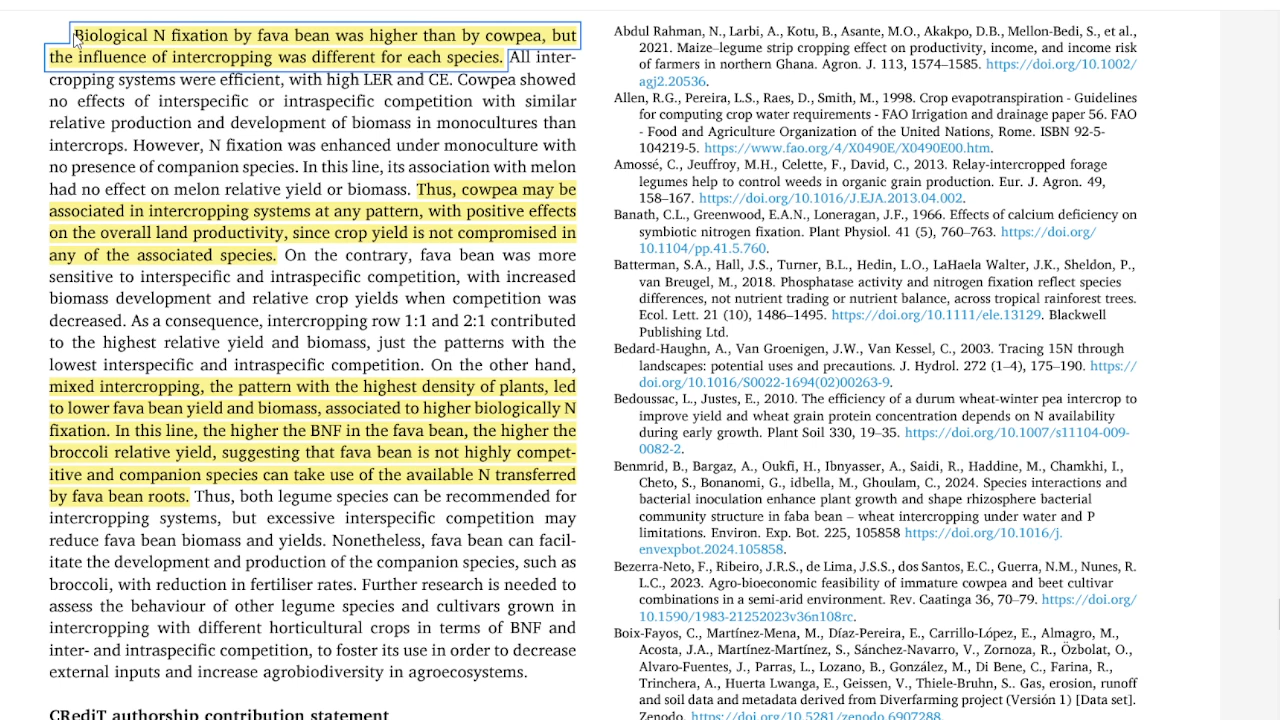 Biological N fixation by fava bean was higher than by cowpea, but
the influence of intercropping was different for each species. All inter-
cropping systems were efficient, with high LER and CE. Cowpea showed
no effects of interspecific or intraspecific competition with similar
relative production and development of biomass in monocultures than
intercrops. However, N fixation was enhanced under monoculture with
no presence of companion species. In this line, its association with melon
had no effect on melon relative yield or biomass. Thus, cowpea may be
associated in intercropping systems at any pattern, with positive effects
on the overall land productivity, since crop yield is not compromised in
any of the associated species. On the contrary, fava bean was more
sensitive to interspecific and intraspecific competition, with increased
biomass development and relative crop yields when competition was
decreased. As a consequence, intercropping row 1:1 and 2:1 contributed
to the highest relative yield and biomass, just the patterns with the
lowest interspecific and intraspecific competition. On the other hand,
mixed intercropping, the pattern with the highest density of plants, led
to lower fava bean yield and biomass, associated to higher biologically N
fixation. In this line, the higher the BNF in the fava bean, the higher the
broccoli relative yield, suggesting that fava bean is not highly compet-
itive and companion species can take use of the available N transferred
by fava bean roots. Thus, both legume species can be recommended for
intercropping systems, but excessive interspecific competition may
reduce fava bean biomass and yields. Nonetheless, fava bean can facil-
itate the development and production of the companion species, such as
broccoli, with reduction in fertiliser rates. Further research is needed to
assess the behaviour of other legume species and cultivars grown in
intercropping with different horticultural crops in terms of BNF and
inter- and intraspecific competition, to foster its use in order to decrease
external inputs and increase agrobiodiversity in agroecosystems.
CRediT authorship contribution statement
Abdul Rahman, N., Larbi, A., Kotu, B., Asante, M.O., Akakpo, D.B., Mellon-Bedi, S., et al.,
2021. Maize–legume strip cropping effect on productivity, income, and income risk
of farmers in northern Ghana. Agron. J. 113, 1574–1585. https://doi.org/10.1002/
agj2.20536.
Allen, R.G., Pereira, L.S., Raes, D., Smith, M., 1998. Crop evapotranspiration - Guidelines
for computing crop water requirements - FAO Irrigation and drainage paper 56. FAO
- Food and Agriculture Organization of the United Nations, Rome. ISBN 92-5-
104219-5. https://www.fao.org/4/X0490E/X0490E00.htm.
Amossé, C., Jeuffroy, M.H., Celette, F., David, C., 2013. Relay-intercropped forage
legumes help to control weeds in organic grain production. Eur. J. Agron. 49,
158–167. https://doi.org/10.1016/J.EJA.2013.04.002.
Banath, C.L., Greenwood, E.A.N., Loneragan, J.F., 1966. Effects of calcium deficiency on
symbiotic nitrogen fixation. Plant Physiol. 41 (5), 760–763. https://doi.org/
10.1104/pp.41.5.760.
Batterman, S.A., Hall, J.S., Turner, B.L., Hedin, L.O., LaHaela Walter, J.K., Sheldon, P.,
van Breugel, M., 2018. Phosphatase activity and nitrogen fixation reflect species
differences, not nutrient trading or nutrient balance, across tropical rainforest trees.
Ecol. Lett. 21 (10), 1486–1495. https://doi.org/10.1111/ele.13129. Blackwell
Publishing Ltd.
Bedard-Haughn, A., Van Groenigen, J.W., Van Kessel, C., 2003. Tracing 15N through
landscapes: potential uses and precautions. J. Hydrol. 272 (1–4), 175–190. https://
doi.org/10.1016/S0022-1694(02)00263-9.
Bedoussac, L., Justes, E., 2010. The efficiency of a durum wheat-winter pea intercrop to
improve yield and wheat grain protein concentration depends on N availability
during early growth. Plant Soil 330, 19–35. https://doi.org/10.1007/s11104-009-
0082-2.
Benmrid, B., Bargaz, A., Oukfi, H., Ibnyasser, A., Saidi, R., Haddine, M., Chamkhi, I.,
Cheto, S., Bonanomi, G., idbella, M., Ghoulam, C., 2024. Species interactions and
bacterial inoculation enhance plant growth and shape rhizosphere bacterial
community structure in faba bean – wheat intercropping under water and P
limitations. Environ. Exp. Bot. 225, 105858 https://doi.org/10.1016/j.
envexpbot.2024.105858.
Bezerra-Neto, F., Ribeiro, J.R.S., de Lima, J.S.S., dos Santos, E.C., Guerra, N.M., Nunes, R.
L.C., 2023. Agro-bioeconomic feasibility of immature cowpea and beet cultivar
combinations in a semi-arid environment. Rev. Caatinga 36, 70–79. https://doi.org/
10.1590/1983-21252023v36n108rc.
Boix-Fayos, C., Martínez-Mena, M., Díaz-Pereira, E., Carrillo-López, E., Almagro, M.,
Acosta, J.A., Martínez-Martínez, S., Sánchez-Navarro, V., Zornoza, R., Özbolat, O.,
Alvaro-Fuentes, J., Parras, L., Lozano, B., González, M., Di Bene, C., Farina, R.,
Trinchera, A., Huerta Lwanga, E., Geissen, V., Thiele-Bruhn, S.. Gas, erosion, runoff
and soil data and metadata derived from Diverfarming project (Versión 1) [Data set].
Zenodo. https://doi.org/10.5281/zenodo.6907288.